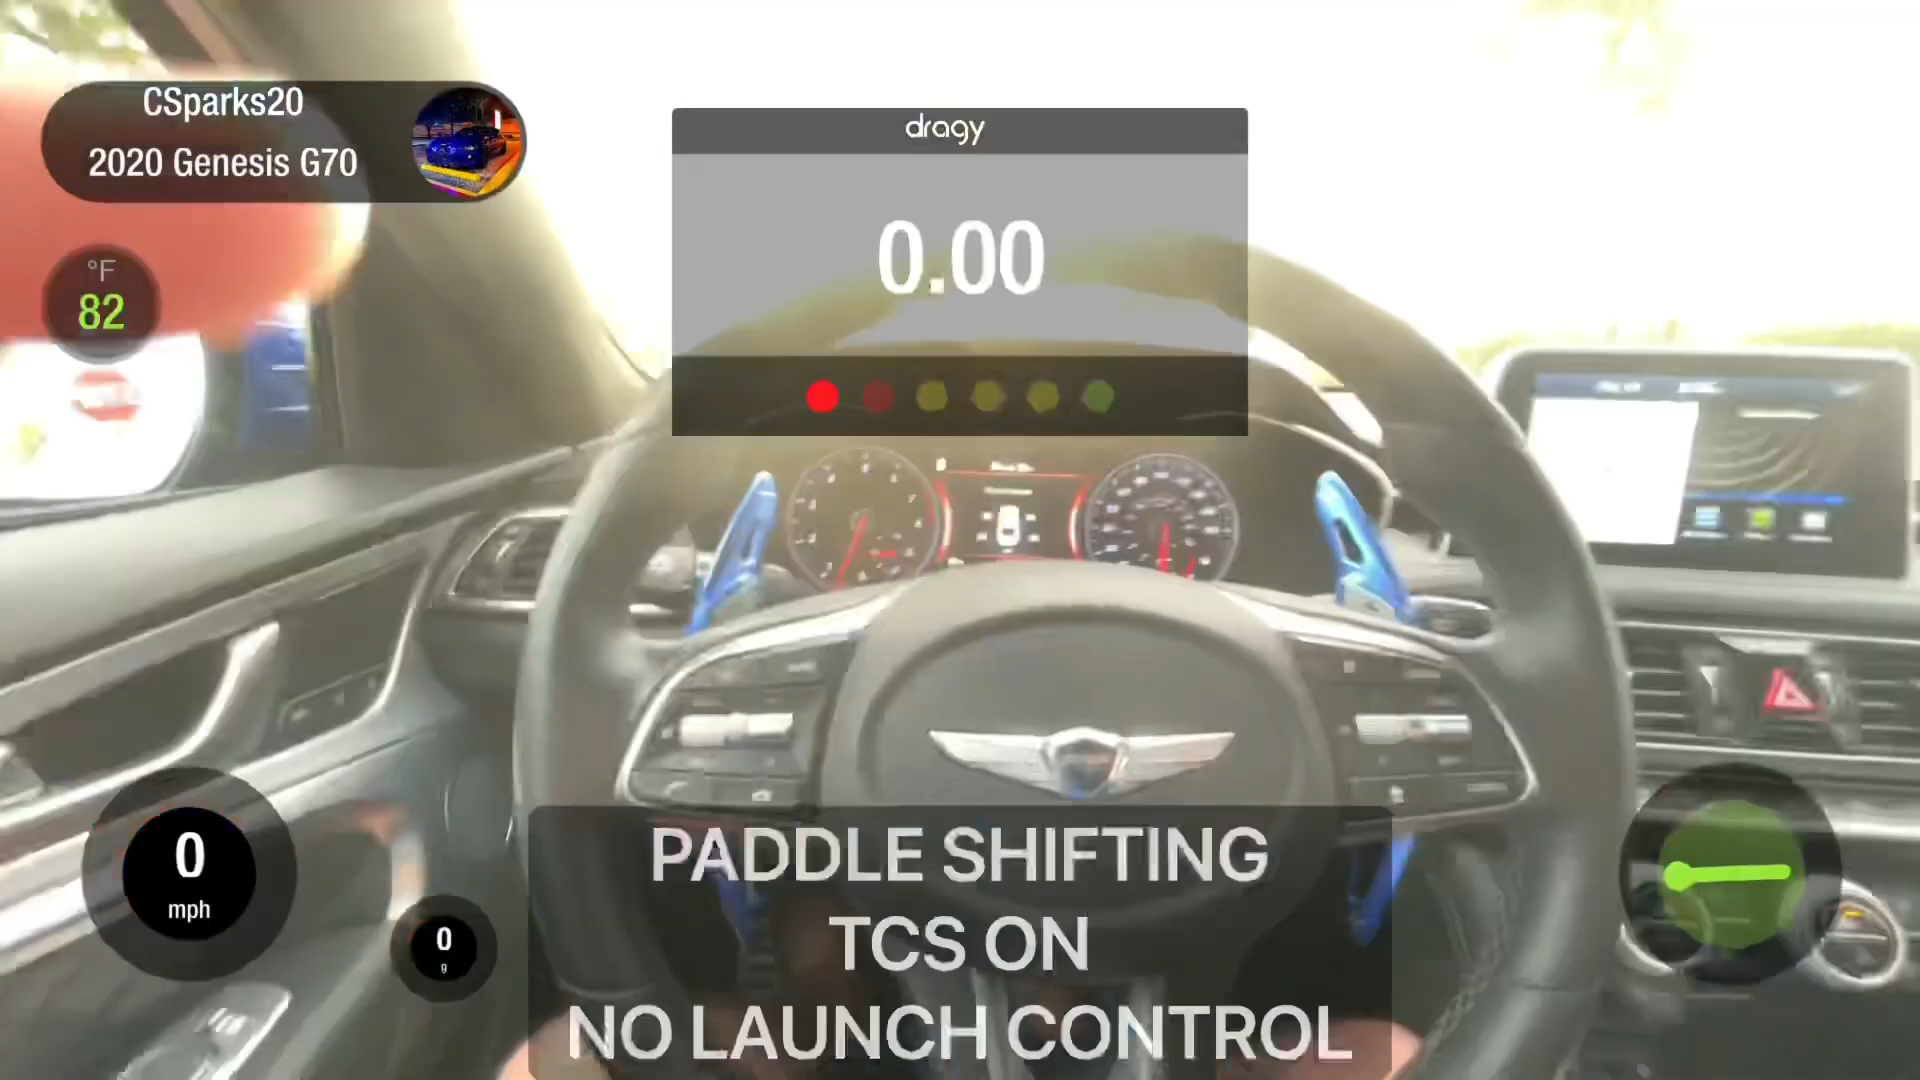 CSparks20
2020 Genesis G70
dragy
0.00
°F
82
0
mph
0
g
PADDLE SHIFTING
TCS ON
NO LAUNCH CONTROL